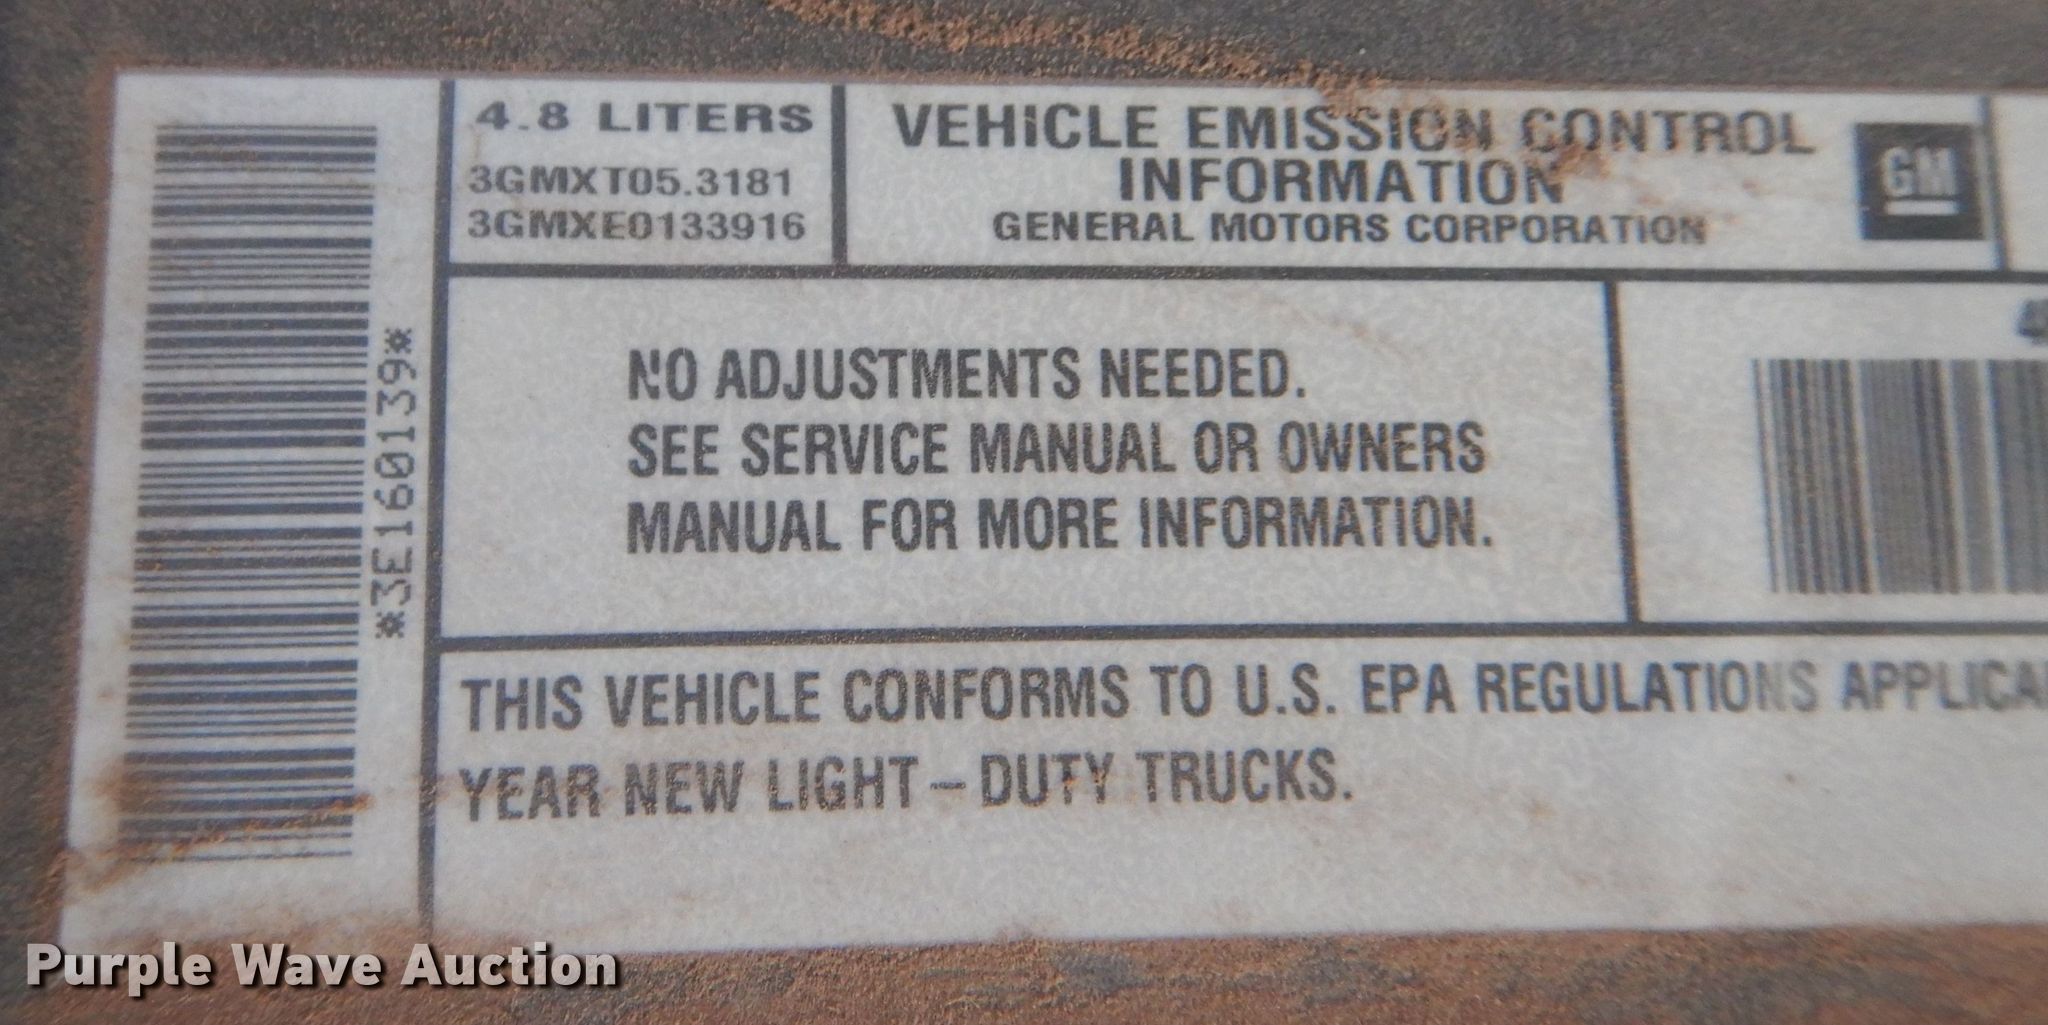 4.8 LITERS
3GMXT05.3181
3GMXE0133916
VEHICLE EMISSION CONTROL
INFORMATION
GENERAL MOTORS CORPORATION
GM
*3E160139*
NO ADJUSTMENTS NEEDED.
SEE SERVICE MANUAL OR OWNERS
MANUAL FOR MORE INFORMATION.
THIS VEHICLE CONFORMS TO U.S. EPA REGULATIONS APPLICA
YEAR NEW LIGHT - DUTY TRUCKS.
Purple Wave Auction